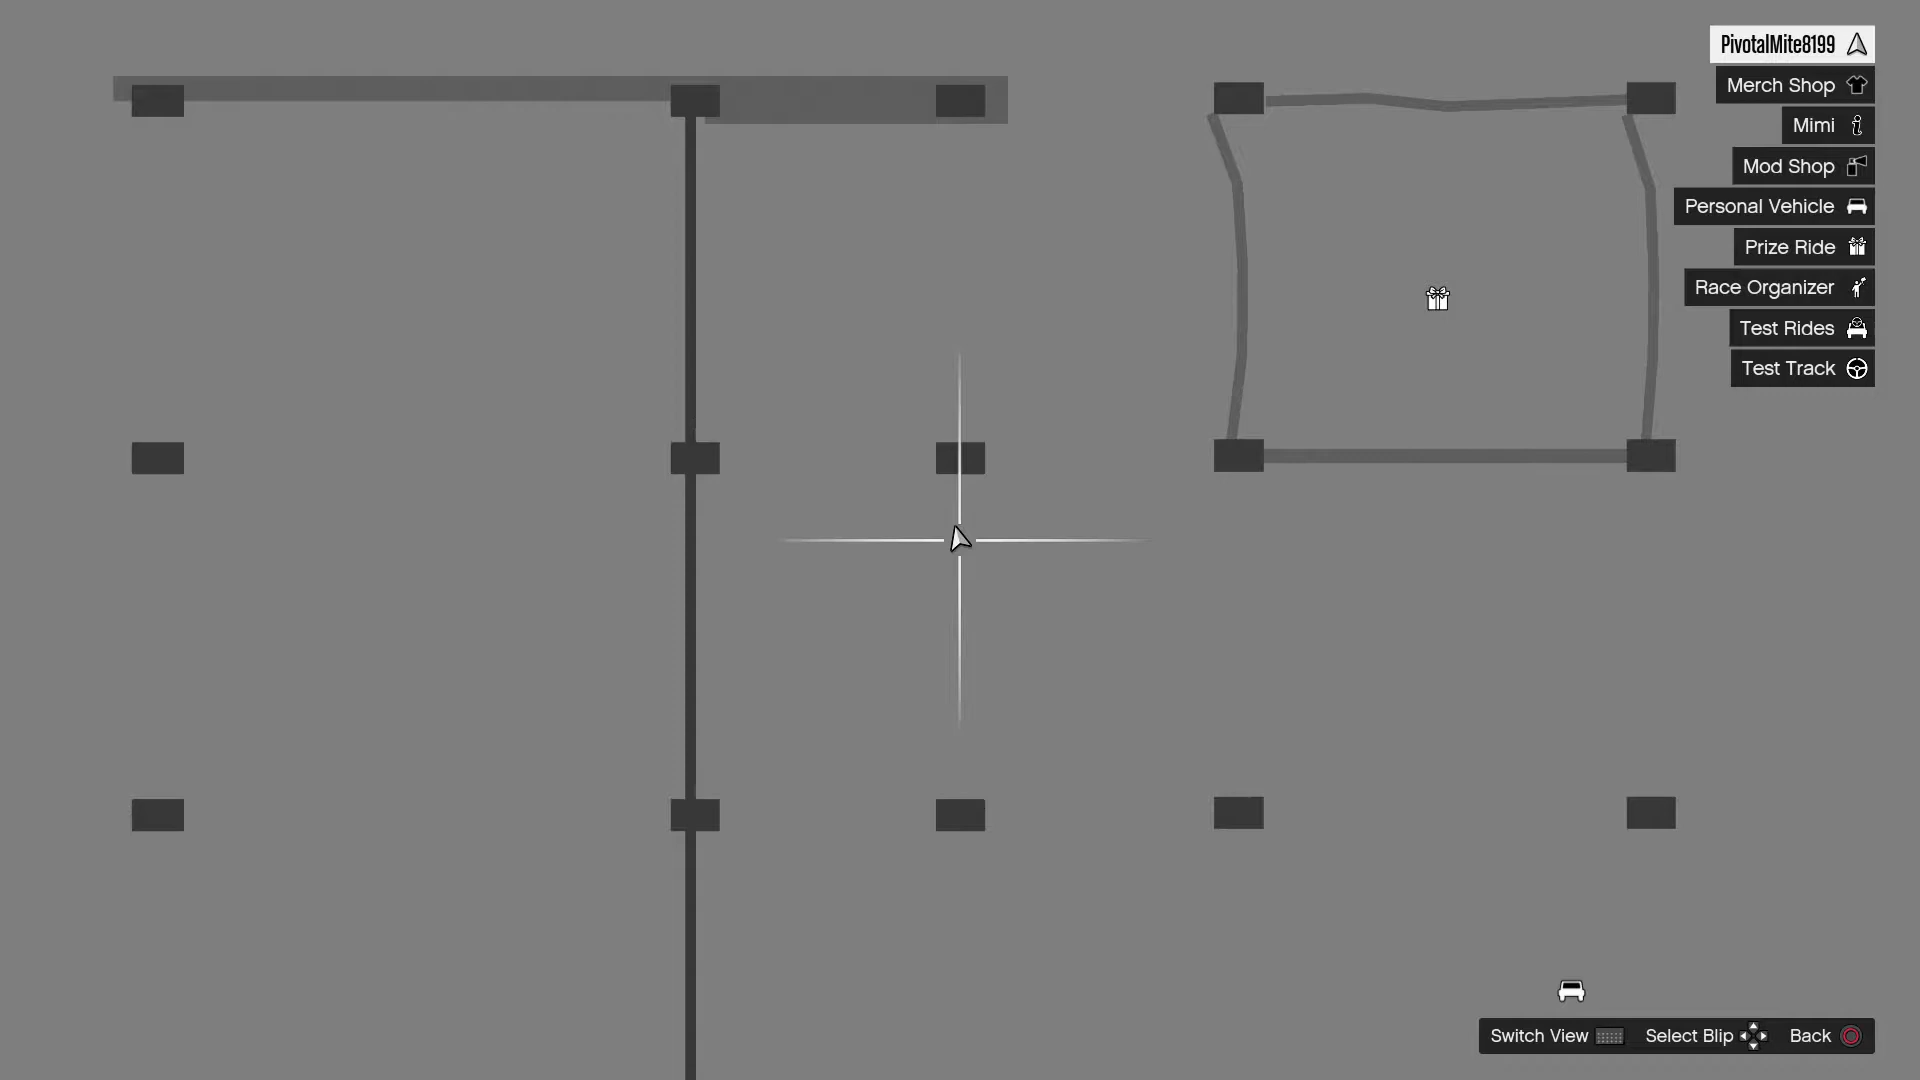 PivotalMite8199
Merch Shop
Mimi
Mod Shop
Personal Vehicle
Prize Ride
Race Organizer
Test Rides
Test Track
Switch View Select Blip Back